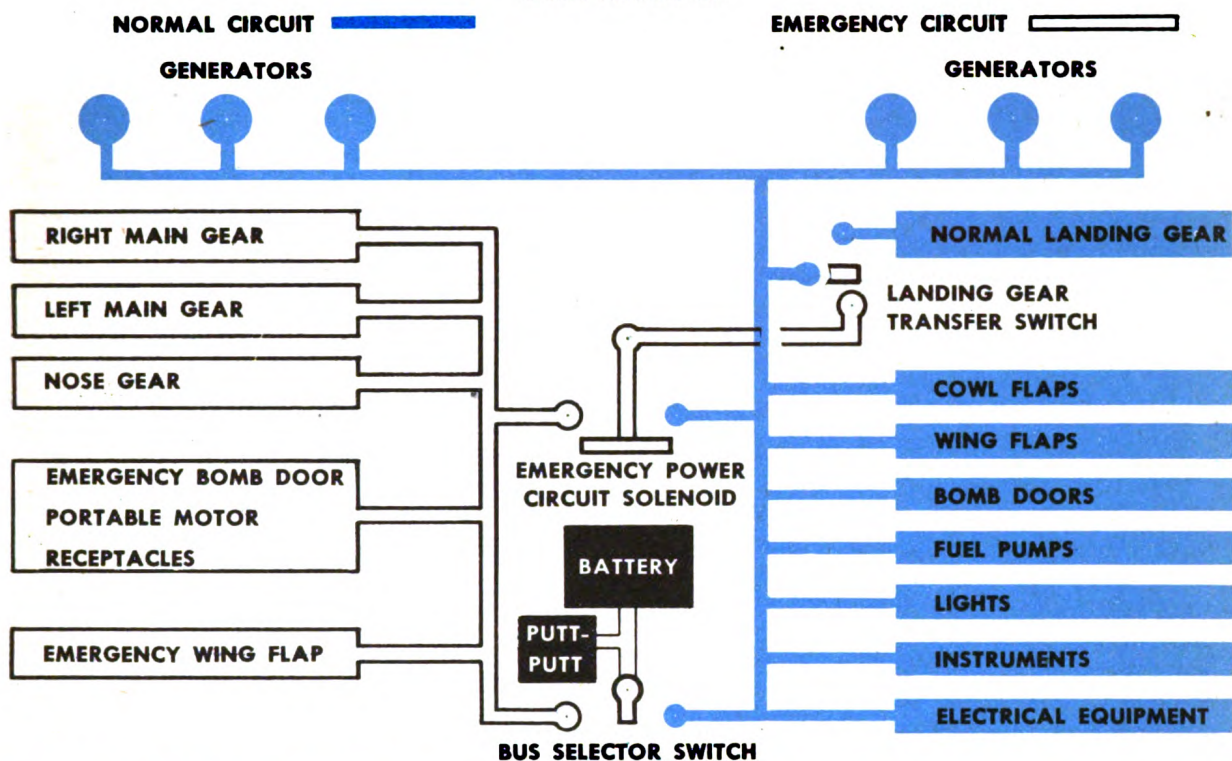 NORMAL CIRCUIT
EMERGENCY CIRCUIT
GENERATORS
GENERATORS
RIGHT MAIN GEAR
LEFT MAIN GEAR
NOSE GEAR
EMERGENCY BOMB DOOR
PORTABLE MOTOR
RECEPTACLES
EMERGENCY WING FLAP
EMERGENCY POWER
CIRCUIT SOLENOID
BATTERY
PUTT-
PUTT
BUS SELECTOR SWITCH
NORMAL LANDING GEAR
LANDING GEAR
TRANSFER SWITCH
COWL FLAPS
WING FLAPS
BOMB DOORS
FUEL PUMPS
LIGHTS
INSTRUMENTS
ELECTRICAL EQUIPMENT